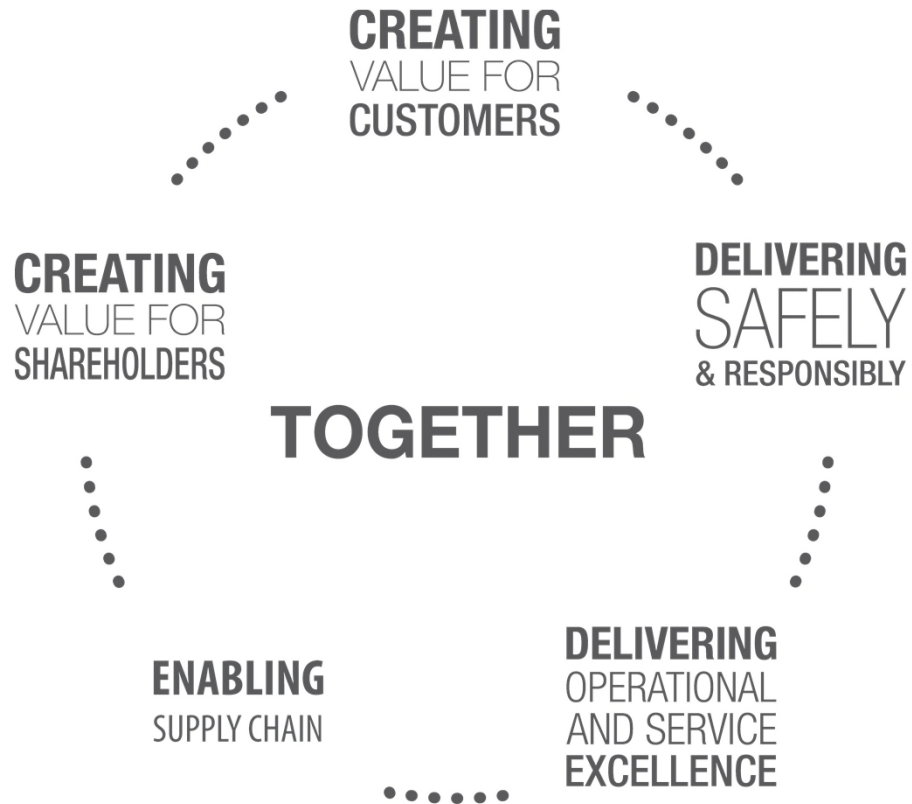 CREATING
VALUE FOR
CUSTOMERS
DELIVERING
SAFELY
& RESPONSIBLY
DELIVERING
OPERATIONAL
AND SERVICE
EXCELLENCE
ENABLING
SUPPLY CHAIN
CREATING
VALUE FOR
SHAREHOLDERS
TOGETHER